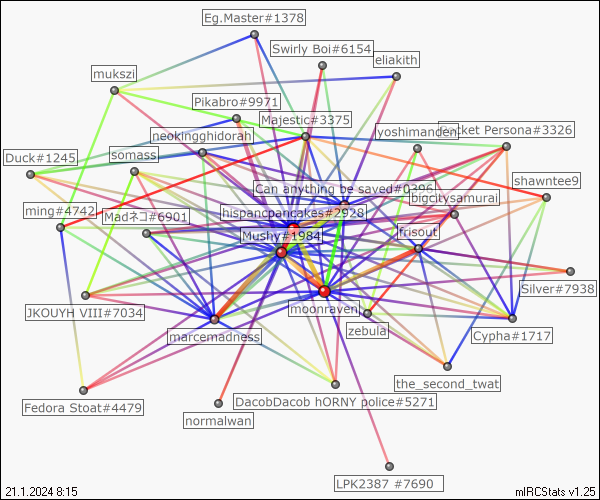 Eg.Master#1378
Swirly Boi#6154
eliakith
mukszi
Pikabro#9971
Majestic#3375
yoshimandel
Packet Persona#3326
neokingghidorah
somass
Duck#1245
Can anything be saved#0396
shawntee9
bigcitysamurai
ming#4742
Madネコ#6901
hispancpancakes#2928
Mushy#1984
frisout
moonraven
Silver#7938
JKOUYH VIII#7034
zebula
marcemadness
Cypha#1717
the_second_twat
Fedora Stoat#4479
DacobDacob hORNY police#5271
normalwan
LPK2387 #7690
21.1.2024 8:15
mIRCStats v1.25